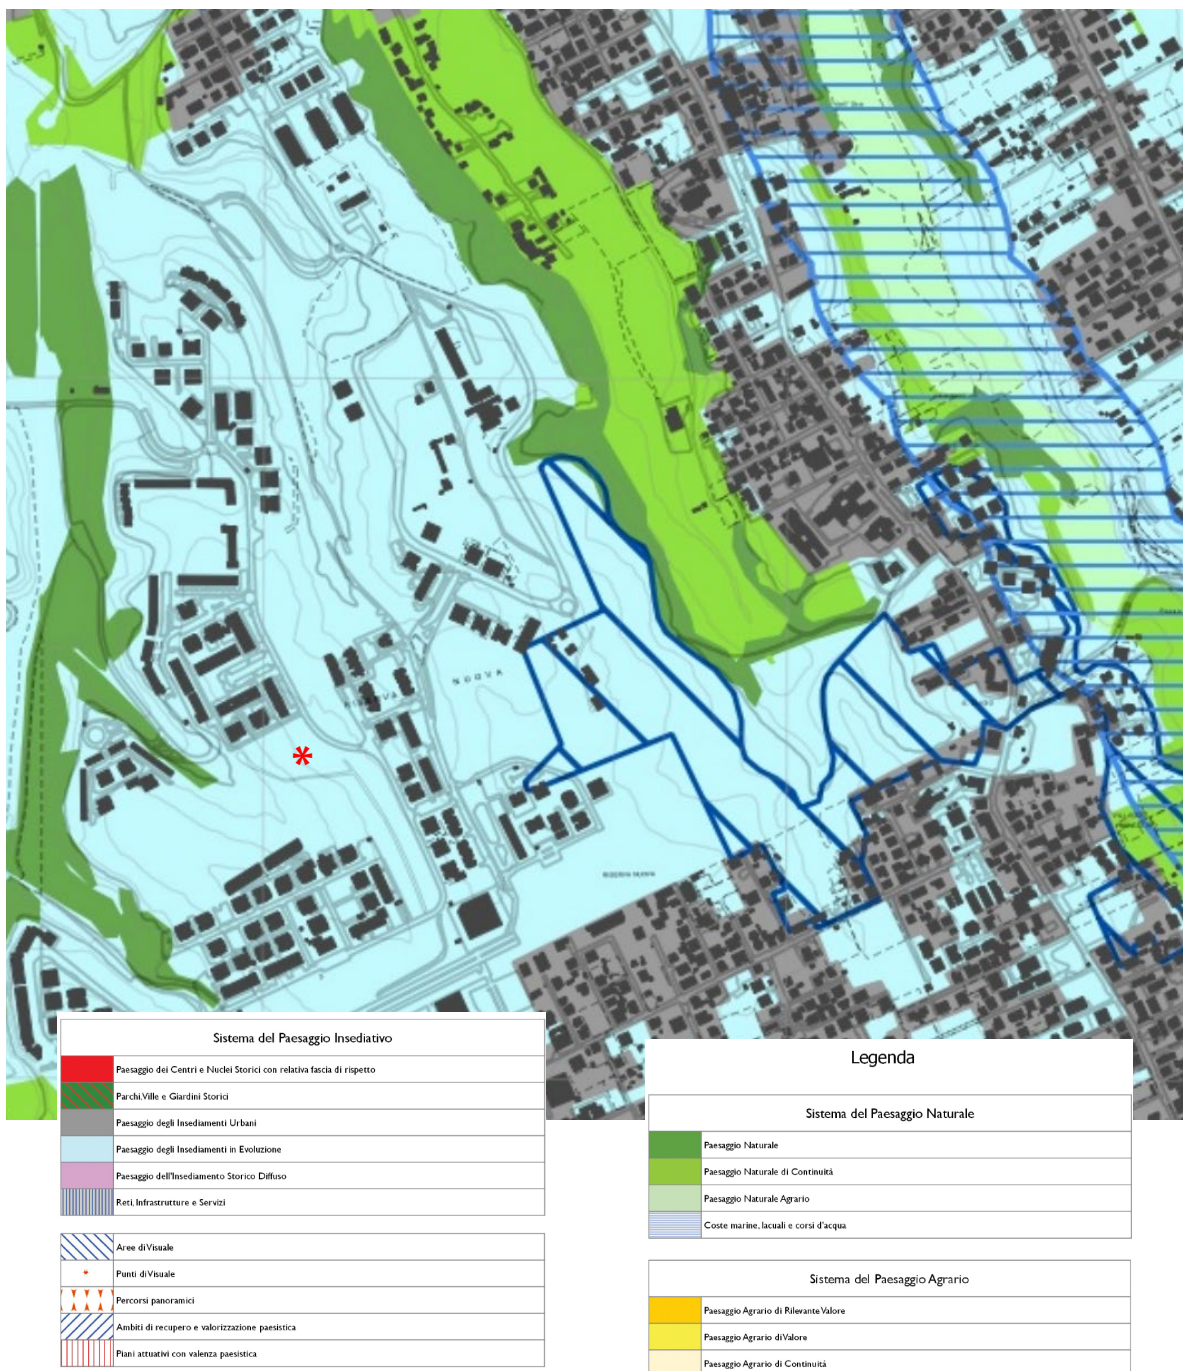 NUOVA
RISERVA NUOVA
Sistema del Paesaggio Insediativo
Paesaggio dei Centri e Nuclei Storici con relativa fascia di rispetto
Parchi,Ville e Giardini Storici
Paesaggio degli Insediamenti Urbani
Paesaggio degli Insediamenti in Evoluzione
Paesaggio dell'Insediamento Storico Diffuso
Reti, Infrastrutture e Servizi
Aree di Visuale
Punti di Visuale
Percorsi panoramici
Ambiti di recupero e valorizzazione paesistica
Piani attuativi con valenza paesistica
Legenda
Sistema del Paesaggio Naturale
Paesaggio Naturale
Paesaggio Naturale di Continuità
Paesaggio Naturale Agrario
Coste marine, lacuali e corsi d'acqua
Sistema del Paesaggio Agrario
Paesaggio Agrario di Rilevante Valore
Paesaggio Agrario di Valore
Paesaggio Agrario di Continuità